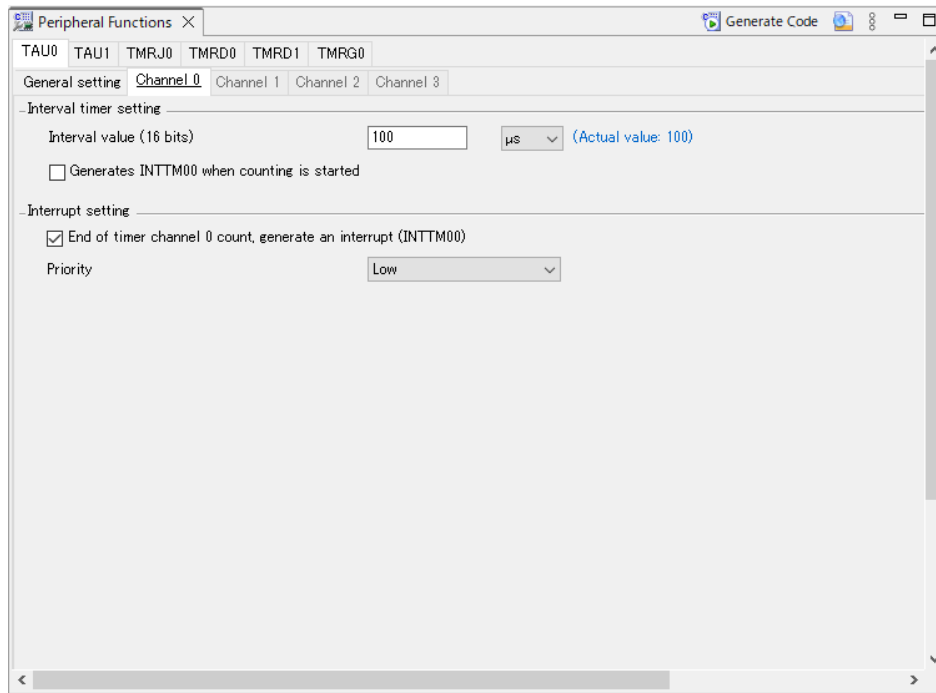 Peripheral Functions
Generate Code
TAU0 TAU1 TMRJ0 TMRD0 TMRD1 TMRG0
General setting Channel 0 Channel 1 Channel 2 Channel 3
Interval timer setting
Interval value (16 bits) 100 µs (Actual value: 100)
Generates INTTM00 when counting is started
Interrupt setting
End of timer channel 0 count, generate an interrupt (INTTM00)
Priority Low